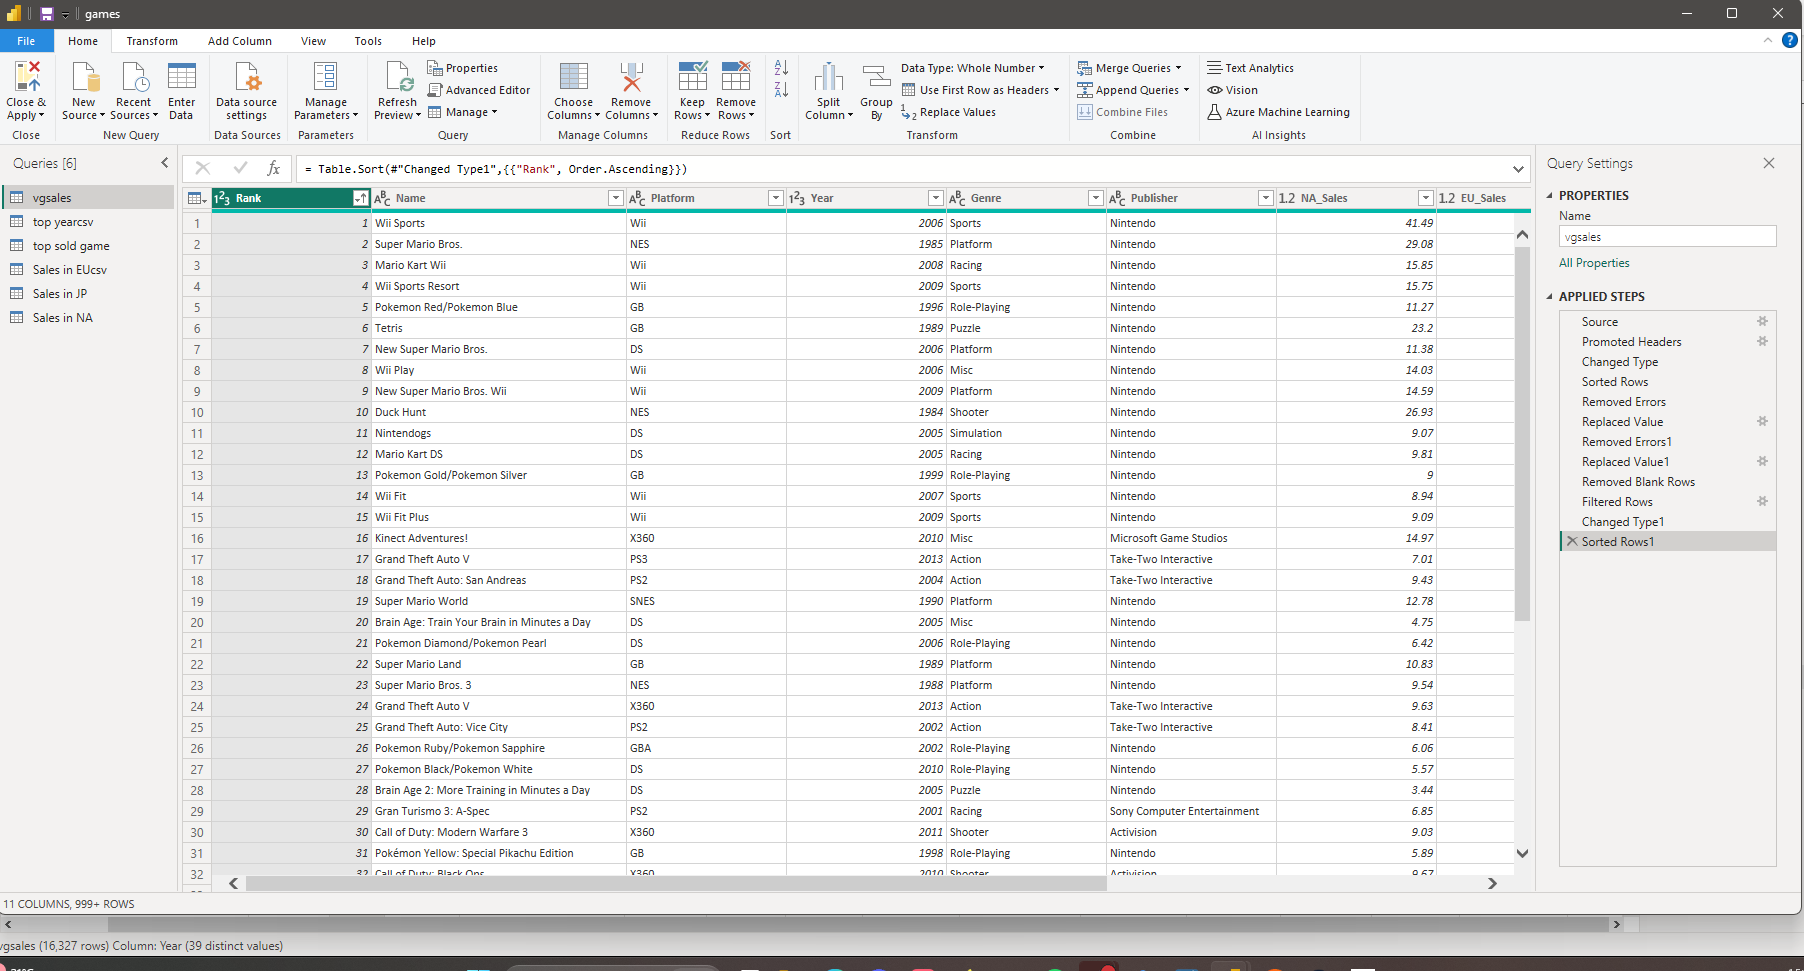 games
File Home Transform Add Column View Tools Help
Close & Apply New Source Recent Sources Enter Data Data source settings Manage Parameters Refresh Preview Properties Advanced Editor Manage Choose Columns Remove Columns Keep Rows Remove Rows Split Column Group By Data Type: Whole Number Use First Row as Headers Replace Values Merge Queries Append Queries Combine Files Text Analytics Vision Azure Machine Learning
Close New Query Data Sources Parameters Query Manage Columns Reduce Rows Sort Transform Combine AI Insights
Queries [6]
vgsales
top yearcsv
top sold game
Sales in EUcsv
Sales in JP
Sales in NA
fx = Table.Sort(#"Changed Type1",{{"Rank", Order.Ascending}})
Rank Name Platform Year Genre Publisher 1.2 NA_Sales 1.2 EU_Sales
1 1 Wii Sports Wii 2006 Sports Nintendo 41.49
2 2 Super Mario Bros. NES 1985 Platform Nintendo 29.08
3 3 Mario Kart Wii Wii 2008 Racing Nintendo 15.85
4 4 Wii Sports Resort Wii 2009 Sports Nintendo 15.75
5 5 Pokemon Red/Pokemon Blue GB 1996 Role-Playing Nintendo 11.27
6 6 Tetris GB 1989 Puzzle Nintendo 23.2
7 7 New Super Mario Bros. DS 2006 Platform Nintendo 11.38
8 8 Wii Play Wii 2006 Misc Nintendo 14.03
9 9 New Super Mario Bros. Wii Wii 2009 Platform Nintendo 14.59
10 10 Duck Hunt NES 1984 Shooter Nintendo 26.93
11 11 Nintendogs DS 2005 Simulation Nintendo 9.07
12 12 Mario Kart DS DS 2005 Racing Nintendo 9.81
13 13 Pokemon Gold/Pokemon Silver GB 1999 Role-Playing Nintendo 9
14 14 Wii Fit Wii 2007 Sports Nintendo 8.94
15 15 Wii Fit Plus Wii 2009 Sports Nintendo 9.09
16 16 Kinect Adventures! X360 2010 Misc Microsoft Game Studios 14.97
17 17 Grand Theft Auto V PS3 2013 Action Take-Two Interactive 7.01
18 18 Grand Theft Auto: San Andreas PS2 2004 Action Take-Two Interactive 9.43
19 19 Super Mario World SNES 1990 Platform Nintendo 12.78
20 20 Brain Age: Train Your Brain in Minutes a Day DS 2005 Misc Nintendo 4.75
21 21 Pokemon Diamond/Pokemon Pearl DS 2006 Role-Playing Nintendo 6.42
22 22 Super Mario Land GB 1989 Platform Nintendo 10.83
23 23 Super Mario Bros. 3 NES 1988 Platform Nintendo 9.54
24 24 Grand Theft Auto V X360 2013 Action Take-Two Interactive 9.63
25 25 Grand Theft Auto: Vice City PS2 2002 Action Take-Two Interactive 8.41
26 26 Pokemon Ruby/Pokemon Sapphire GBA 2002 Role-Playing Nintendo 6.06
27 27 Pokemon Black/Pokemon White DS 2010 Role-Playing Nintendo 5.57
28 28 Brain Age 2: More Training in Minutes a Day DS 2005 Puzzle Nintendo 3.44
29 29 Gran Turismo 3: A-Spec PS2 2001 Racing Sony Computer Entertainment 6.85
30 30 Call of Duty: Modern Warfare 3 X360 2011 Shooter Activision 9.03
31 31 Pokémon Yellow: Special Pikachu Edition GB 1998 Role-Playing Nintendo 5.89
32 32 Call of Duty: Black Ops X360 2010 Shooter Activision 9.67
Query Settings
PROPERTIES
Name
vgsales
All Properties
APPLIED STEPS
Source
Promoted Headers
Changed Type
Sorted Rows
Removed Errors
Replaced Value
Removed Errors1
Replaced Value1
Removed Blank Rows
Filtered Rows
Changed Type1
Sorted Rows1
11 COLUMNS, 999+ ROWS
vgsales (16,327 rows) Column: Year (39 distinct values)